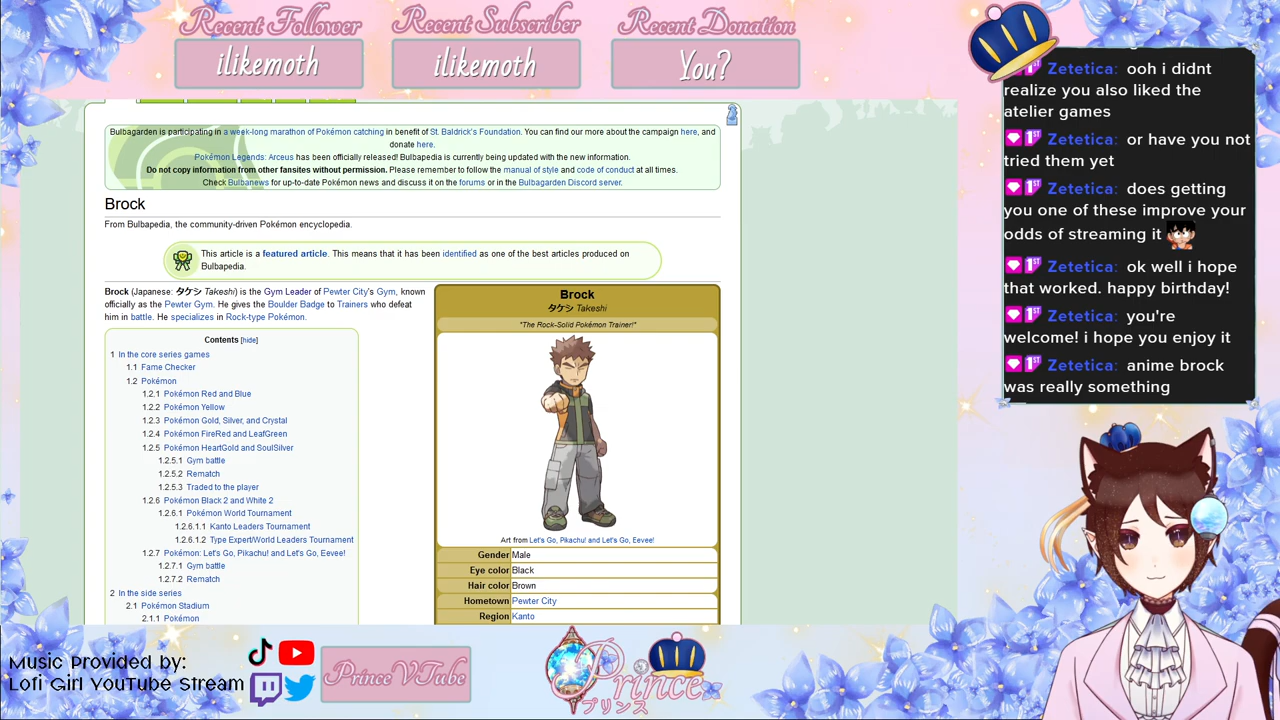 Recent Follower
ilikemoth
Recent Subscriber
ilikemoth
Recent Donation
You?
Bulbagarden is participating in a week-long marathon of Pokémon catching in benefit of St. Baldrick's Foundation. You can find our more about the campaign here, and
donate here.
Pokémon Legends: Arceus has been officially released! Bulbapedia is currently being updated with the new information.
Do not copy information from other fansites without permission. Please remember to follow the manual of style and code of conduct at all times.
Check Bulbanews for up-to-date Pokémon news and discuss it on the forums or in the Bulbagarden Discord server.
Brock
From Bulbapedia, the community-driven Pokémon encyclopedia.
This article is a featured article. This means that it has been identified as one of the best articles produced on
Bulbapedia.
Brock (Japanese: タケシ Takeshi) is the Gym Leader of Pewter City's Gym, known
officially as the Pewter Gym. He gives the Boulder Badge to Trainers who defeat
him in battle. He specializes in Rock-type Pokémon.
Contents [hide]
1 In the core series games
1.1 Fame Checker
1.2 Pokémon
1.2.1 Pokémon Red and Blue
1.2.2 Pokémon Yellow
1.2.3 Pokémon Gold, Silver, and Crystal
1.2.4 Pokémon FireRed and LeafGreen
1.2.5 Pokémon HeartGold and SoulSilver
1.2.5.1 Gym battle
1.2.5.2 Rematch
1.2.5.3 Traded to the player
1.2.6 Pokémon Black 2 and White 2
1.2.6.1 Pokémon World Tournament
1.2.6.1.1 Kanto Leaders Tournament
1.2.6.1.2 Type Expert/World Leaders Tournament
1.2.7 Pokémon: Let's Go, Pikachu! and Let's Go, Eevee!
1.2.7.1 Gym battle
1.2.7.2 Rematch
2 In the side series
2.1 Pokémon Stadium
2.1.1 Pokémon
Brock
タケシ Takeshi
"The Rock-Solid Pokémon Trainer!"
Art from Let's Go, Pikachu! and Let's Go, Eevee!
Gender Male
Eye color Black
Hair color Brown
Hometown Pewter City
Region Kanto
1ST Zetetica: ooh i didnt
realize you also liked the
atelier games
1ST Zetetica: or have you not
tried them yet
1ST Zetetica: does getting
you one of these improve your
odds of streaming it
1ST Zetetica: ok well i hope
that worked. happy birthday!
1ST Zetetica: you're
welcome! i hope you enjoy it
1ST Zetetica: anime brock
was really something
Music Provided by:
Lofi Girl YouTube Stream
PrinceVTube
Prince
プリンス